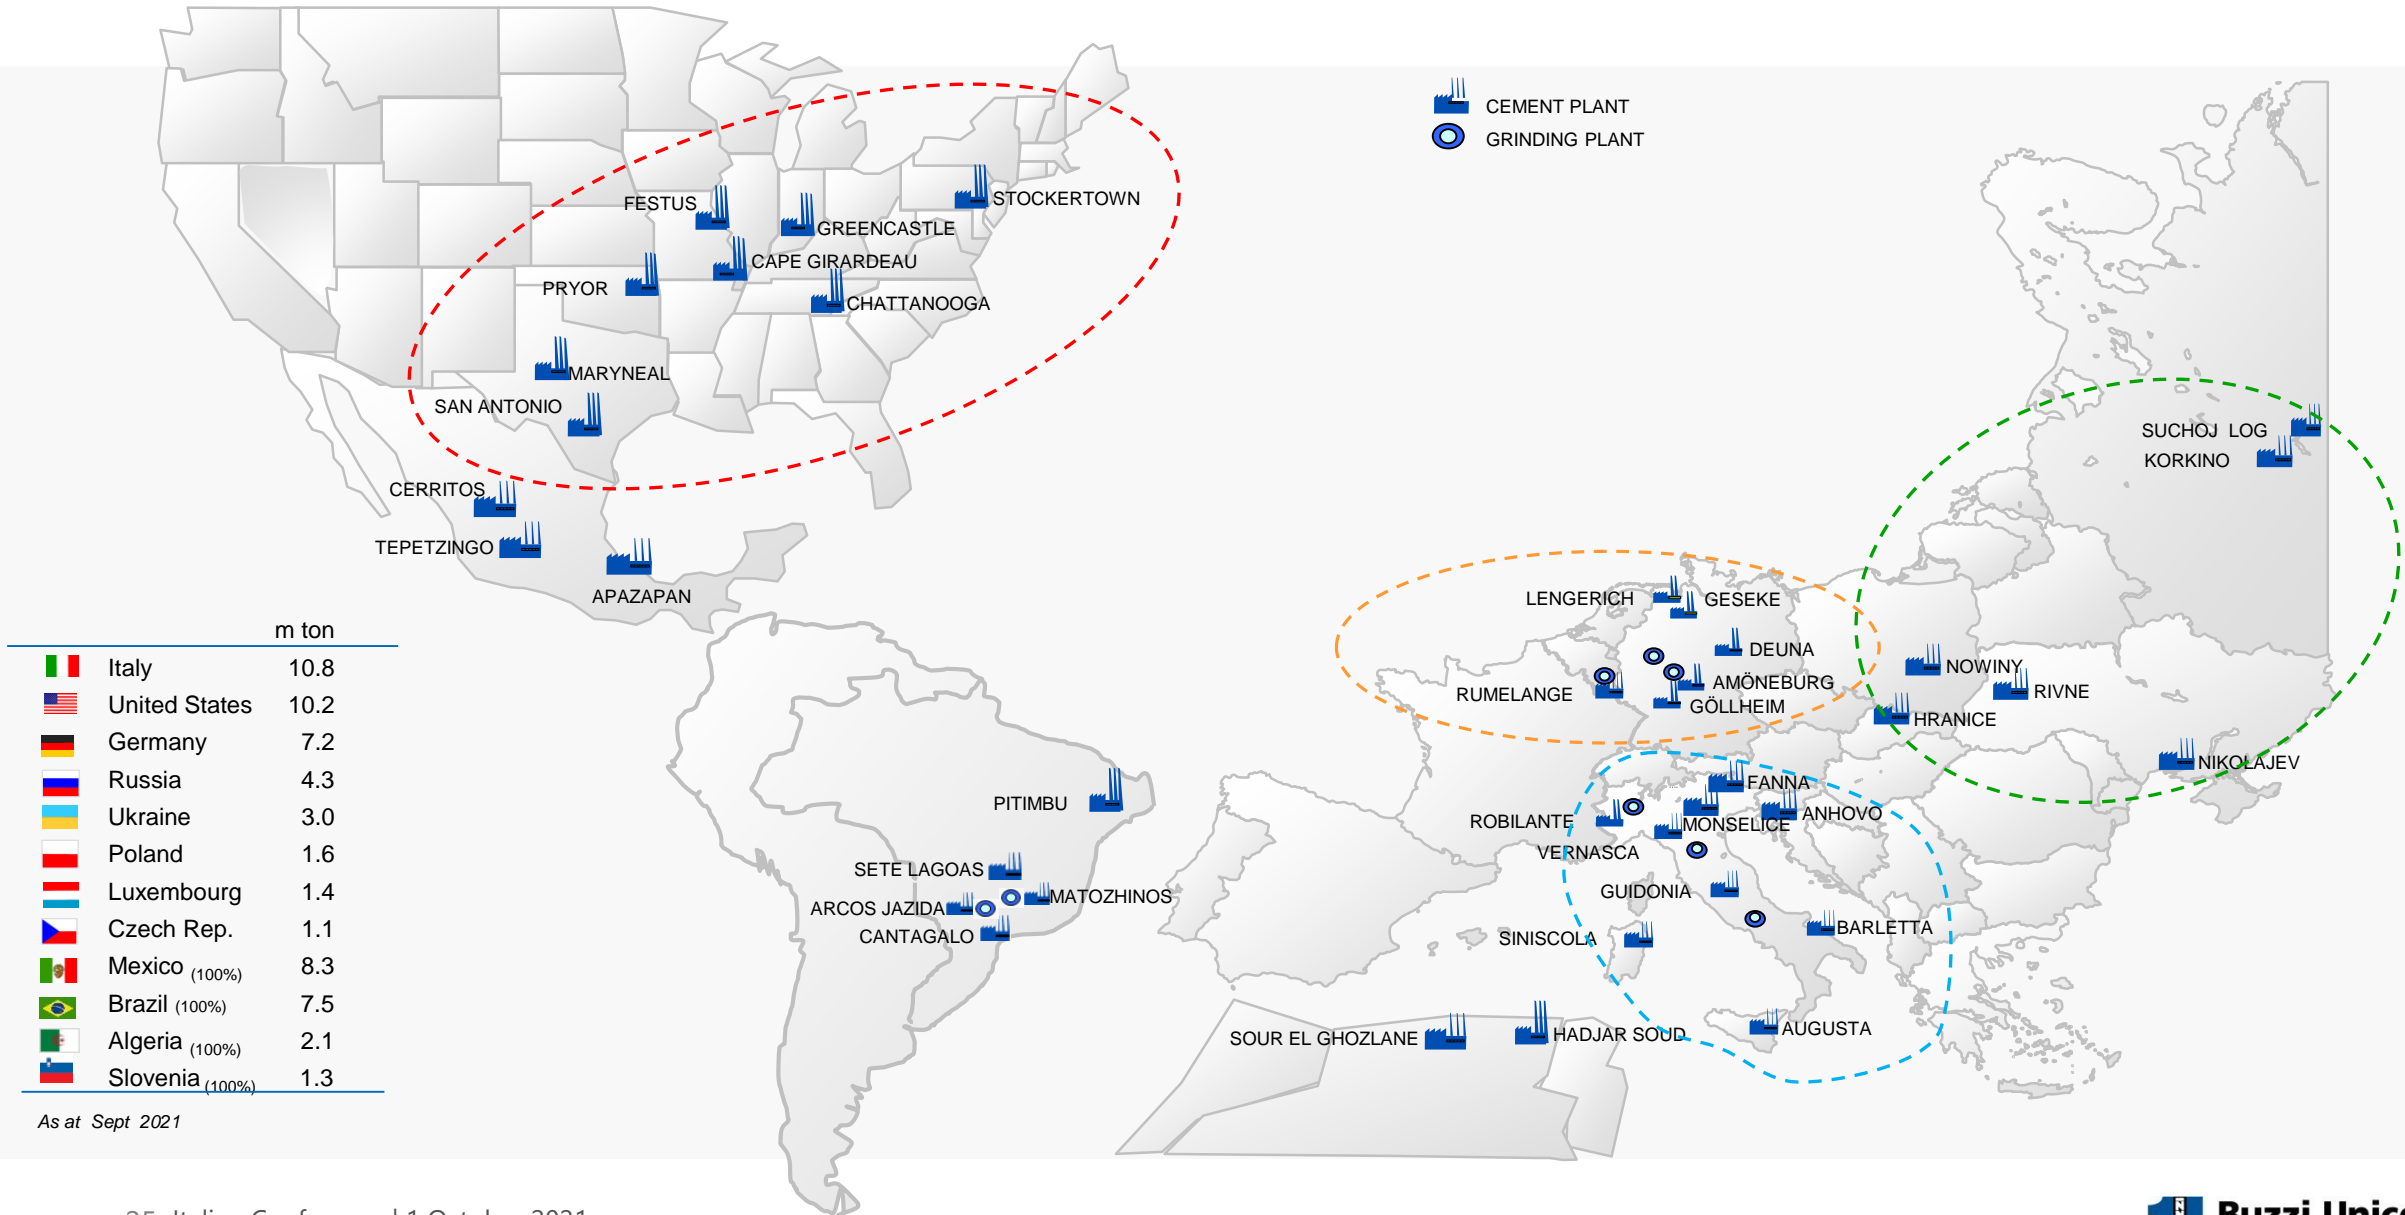 CEMENT PLANT
GRINDING PLANT
FESTUS
STOCKERTOWN
GREENCASTLE
CAPE GIRARDEAU
PRYOR
CHATTANOOGA
MARYNEAL
SAN ANTONIO
CERRITOS
TEPETZINGO
APAZAPAN
SUCHOJ LOG
KORKINO
LENGERICH
GESEKE
DEUNA
AMÖNEBURG
RUMELANGE
GÖLLHEIM
NOWINY
RIVNE
HRANICE
NIKOLAJEV
FANNA
ANHOVO
ROBILANTE
MONSELICE
VERNASCA
GUIDONIA
BARLETTA
SINISCOLA
AUGUSTA
SOUR EL GHOZLANE
HADJAR SOUD
PITIMBU
SETE LAGOAS
ARCOS JAZIDA
MATOZHINOS
CANTAGALO
m ton
Italy 10.8
United States 10.2
Germany 7.2
Russia 4.3
Ukraine 3.0
Poland 1.6
Luxembourg 1.4
Czech Rep. 1.1
Mexico (100%) 8.3
Brazil (100%) 7.5
Algeria (100%) 2.1
Slovenia (100%) 1.3
As at Sept 2021
1 October 2021
Buzzi